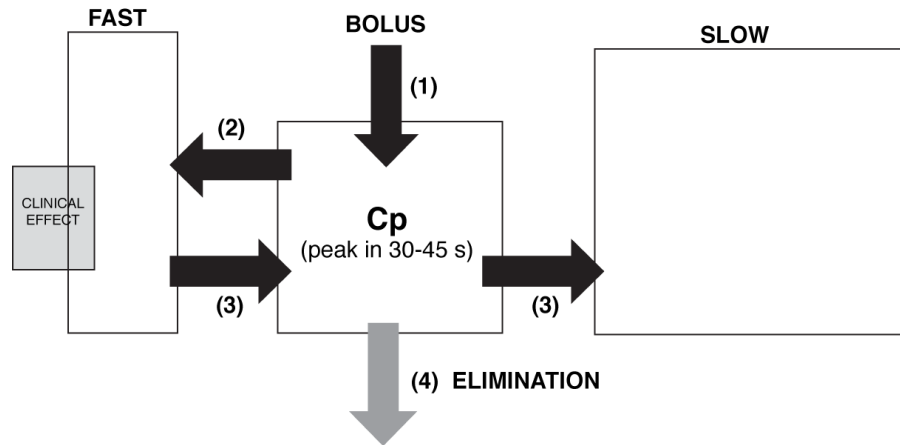 FAST
BOLUS
SLOW
(1)
(2)
CLINICAL
EFFECT
Cp
(peak in 30-45 s)
(3)
(3)
(4) ELIMINATION